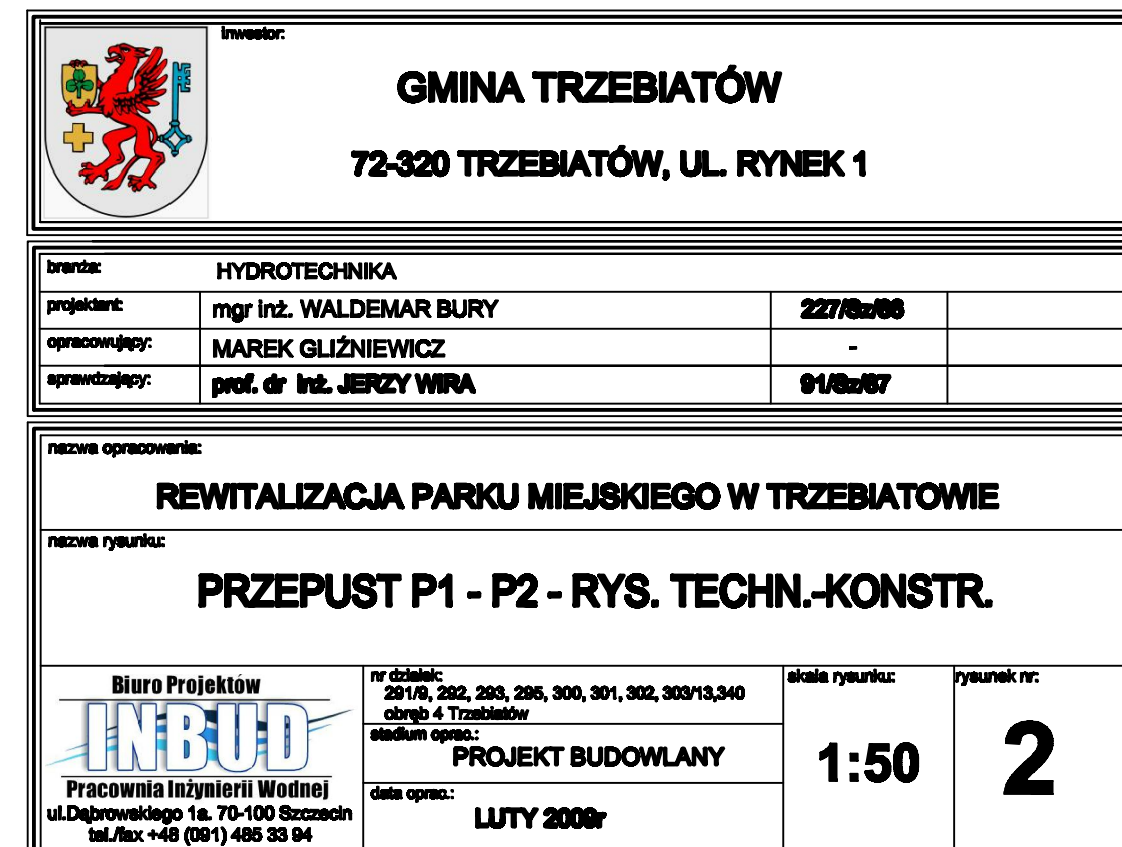 inwestor:
GMINA TRZEBIATÓW
72-320 TRZEBIATÓW, UL. RYNEK 1
branża: HYDROTECHNIKA
projektant: mgr inż. WALDEMAR BURY 227/Sz/86
opracowujący: MAREK GLIŹNIEWICZ -
sprawdzający: prof. dr inż. JERZY WIRA 91/Sz/87
nazwa opracowania:
REWITALIZACJA PARKU MIEJSKIEGO W TRZEBIATOWIE
nazwa rysunku:
PRZEPUST P1 - P2 - RYS. TECHN.-KONSTR.
Biuro Projektów
INBUD
Pracownia Inżynierii Wodnej
ul.Dąbrowskiego 1a. 70-100 Szczecin
tel./fax +48 (091) 485 33 94
nr działek:
291/9, 292, 293, 295, 300, 301, 302, 303/13,340
obręb 4 Trzebiatów
stadium oprac.:
PROJEKT BUDOWLANY
data oprac.:
LUTY 2009r
skala rysunku:
1:50
rysunek nr:
2